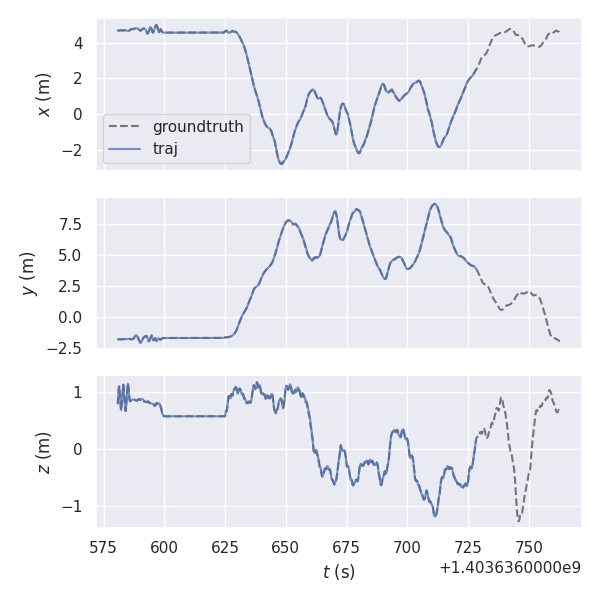 4
2
0
−2
x (m)
groundtruth
traj
7.5
5.0
2.5
0.0
−2.5
y (m)
1
0
−1
z (m)
575 600 625 650 675 700 725 750
t (s)
+1.4036360000e9